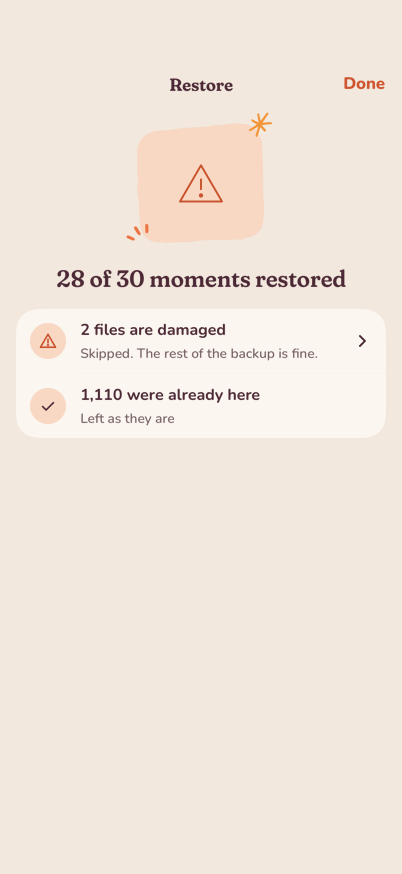 Restore
Done
28 of 30 moments restored
2 files are damaged
Skipped. The rest of the backup is fine.
1,110 were already here
Left as they are